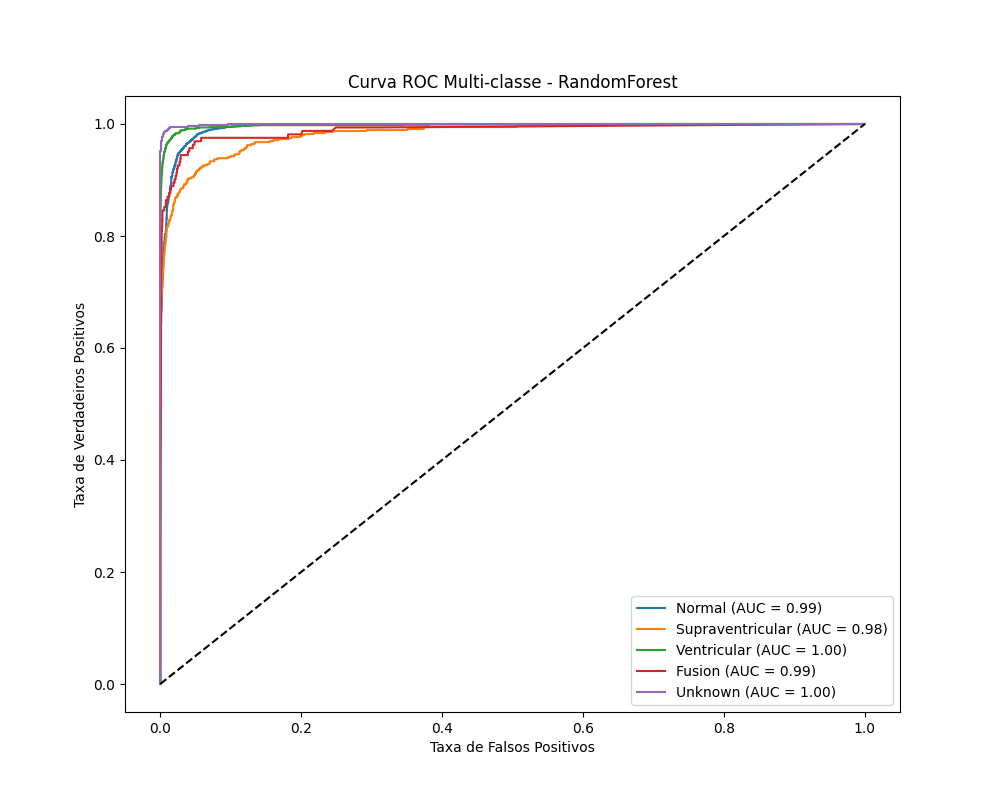 Curva ROC Multi-classe - RandomForest
1.0
0.8
0.6
0.4
0.2
0.0
Taxa de Verdadeiros Positivos
0.0 0.2 0.4 0.6 0.8 1.0
Taxa de Falsos Positivos
Normal (AUC = 0.99)
Supraventricular (AUC = 0.98)
Ventricular (AUC = 1.00)
Fusion (AUC = 0.99)
Unknown (AUC = 1.00)